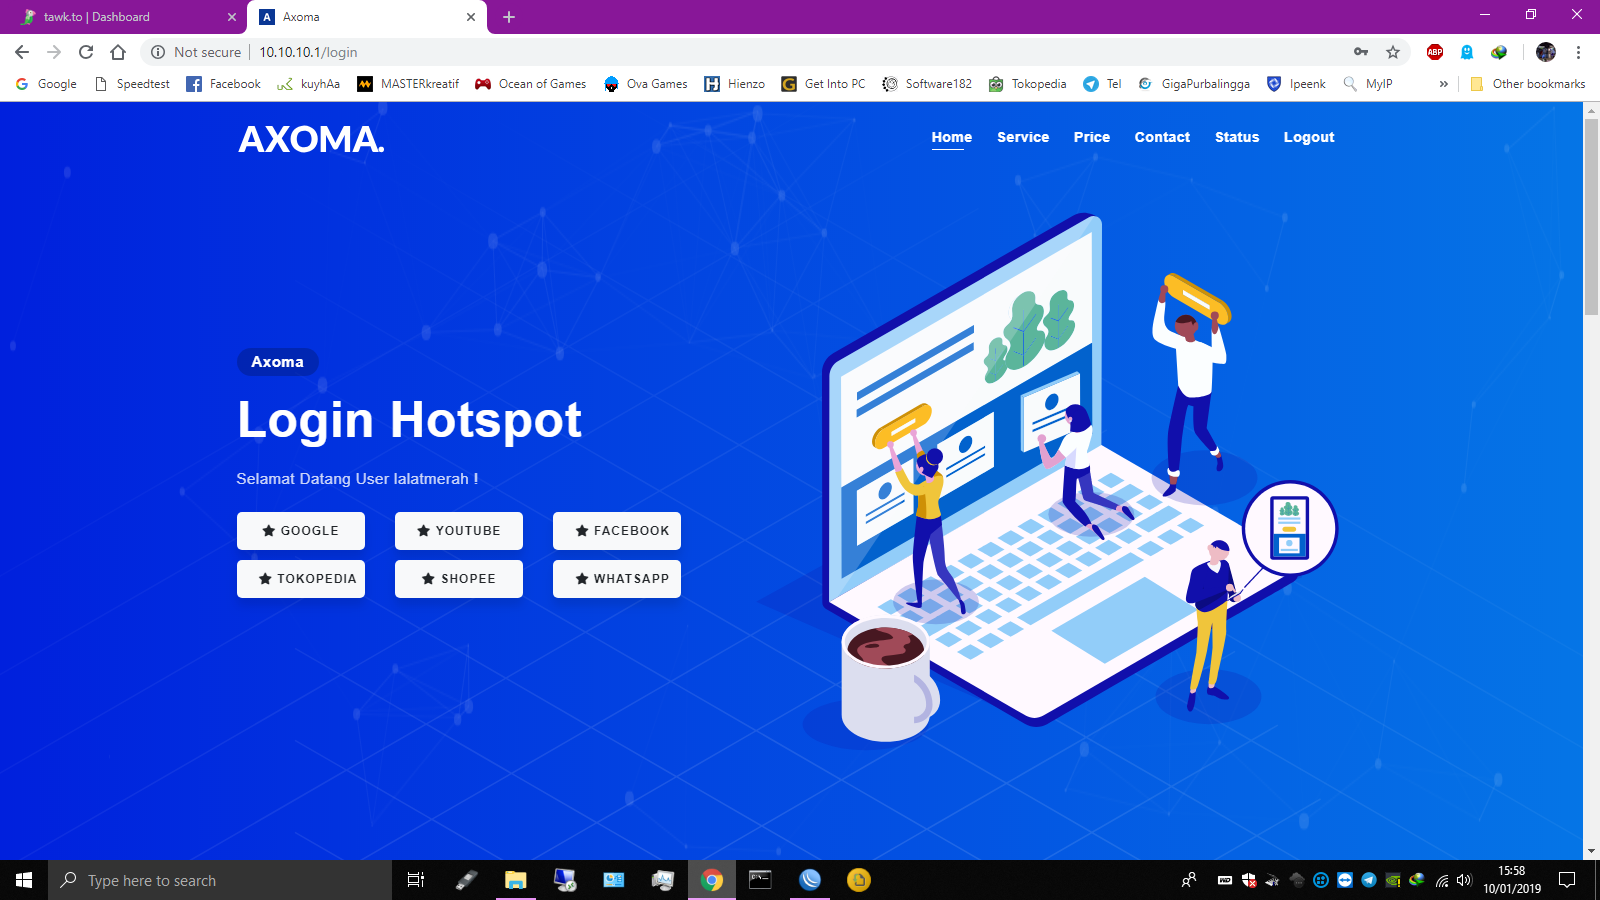 tawk.to | Dashboard
Axoma
Not secure
10.10.10.1/login
ABP
Google
Speedtest
Facebook
kuyhAa
MASTERkreatif
Ocean of Games
Ova Games
Hienzo
Get Into PC
Software182
Tokopedia
Tel
GigaPurbalingga
Ipeenk
MyIP
»
Other bookmarks
AXOMA.
Home
Service
Price
Contact
Status
Logout
Axoma
Login Hotspot
Selamat Datang User lalatmerah !
GOOGLE
YOUTUBE
FACEBOOK
TOKOPEDIA
SHOPEE
WHATSAPP
Type here to search
15:58
10/01/2019